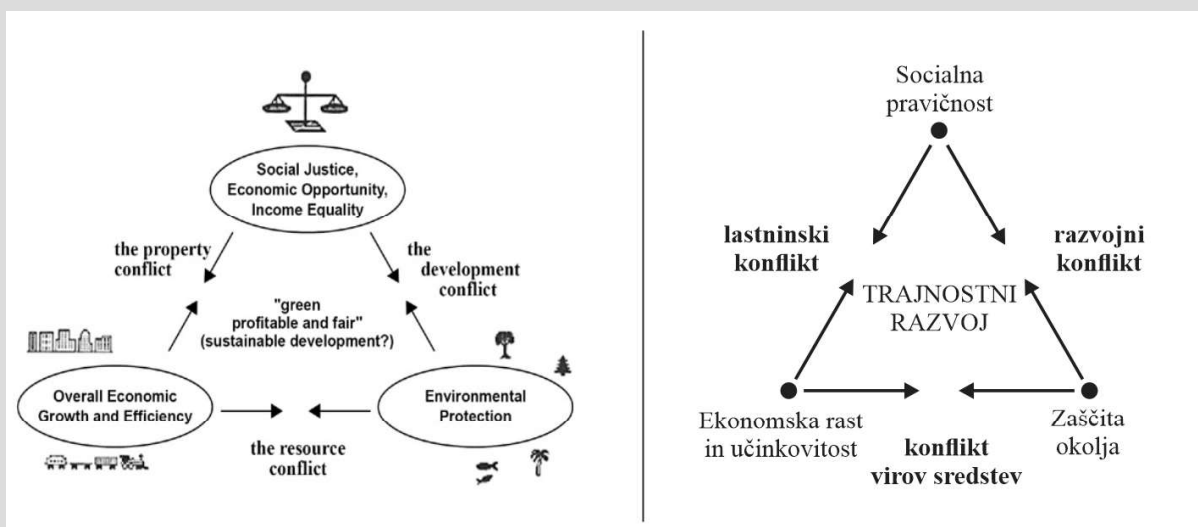 Social Justice,
Economic Opportunity,
Income Equality
the property
conflict
the
development
conflict
"green
profitable and fair"
(sustainable development?)
Overall Economic
Growth and Efficiency
Environmental
Protection
the resource
conflict
Socialna
pravičnost
lastninski
konflikt
razvojni
konflikt
TRAJNOSTNI
RAZVOJ
Ekonomska rast
in učinkovitost
Zaščita
okolja
konflikt
virov sredstev